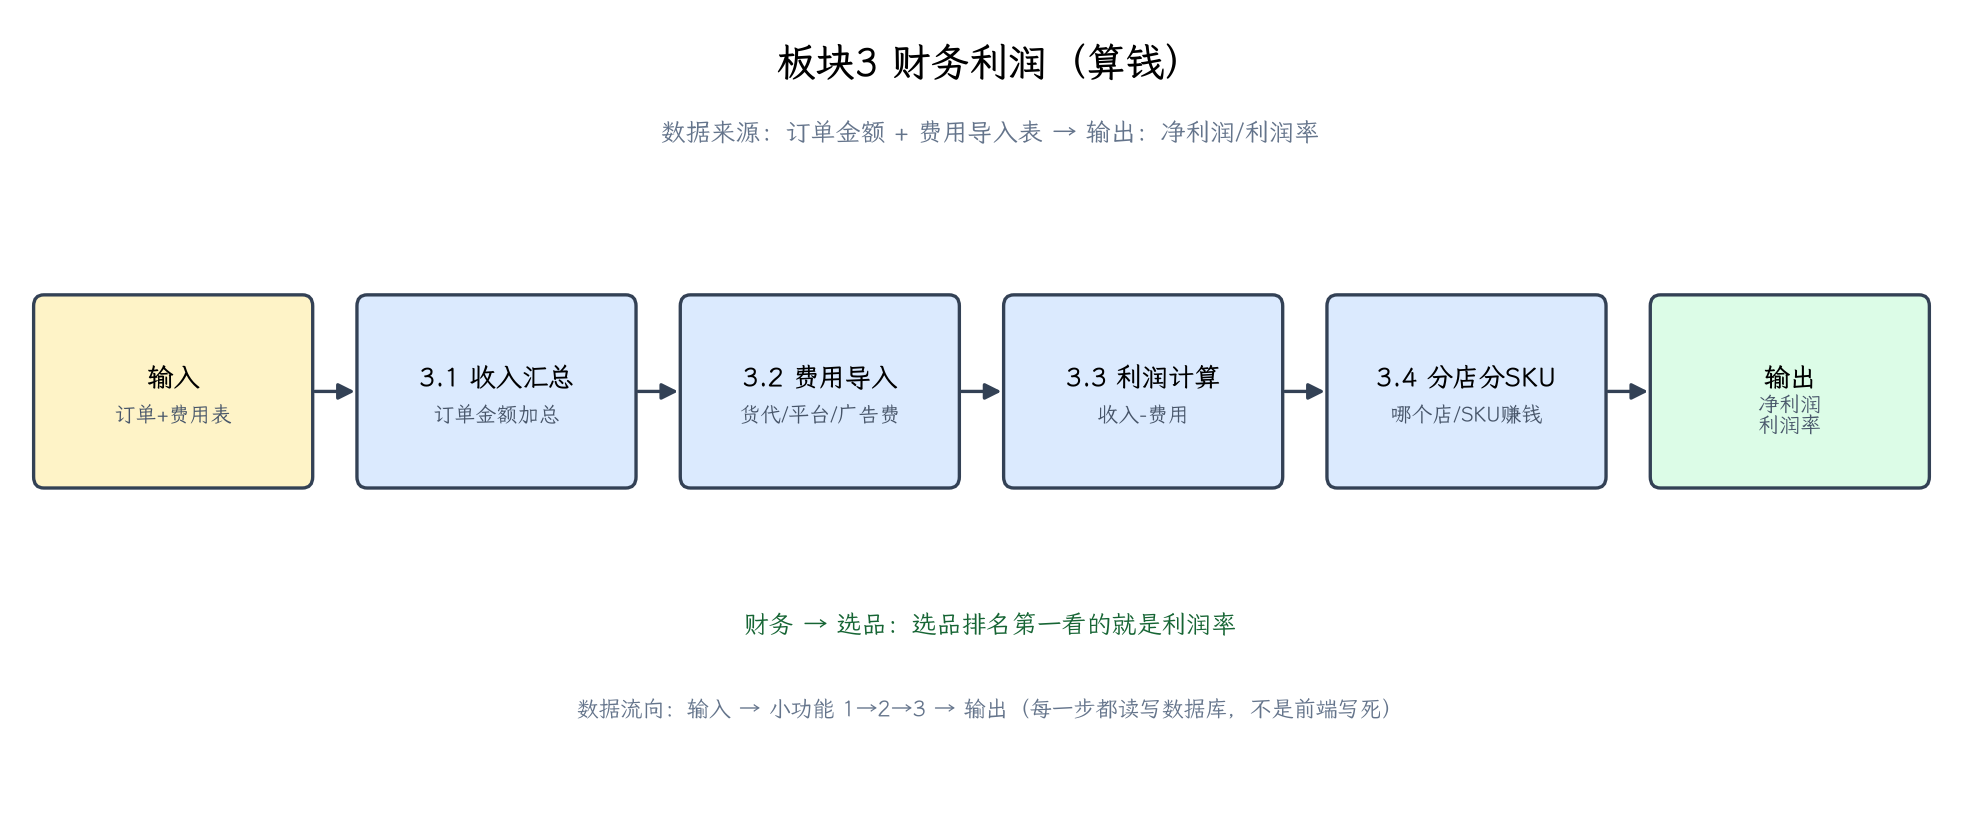 板块3 财务利润（算钱）
数据来源：订单金额 + 费用导入表 → 输出：净利润/利润率
输入
订单+费用表
3.1 收入汇总
订单金额加总
3.2 费用导入
货代/平台/广告费
3.3 利润计算
收入-费用
3.4 分店分SKU
哪个店/SKU赚钱
输出
净利润
利润率
财务 → 选品：选品排名第一看的就是利润率
数据流向：输入 → 小功能 1→2→3 → 输出（每一步都读写数据库，不是前端写死）